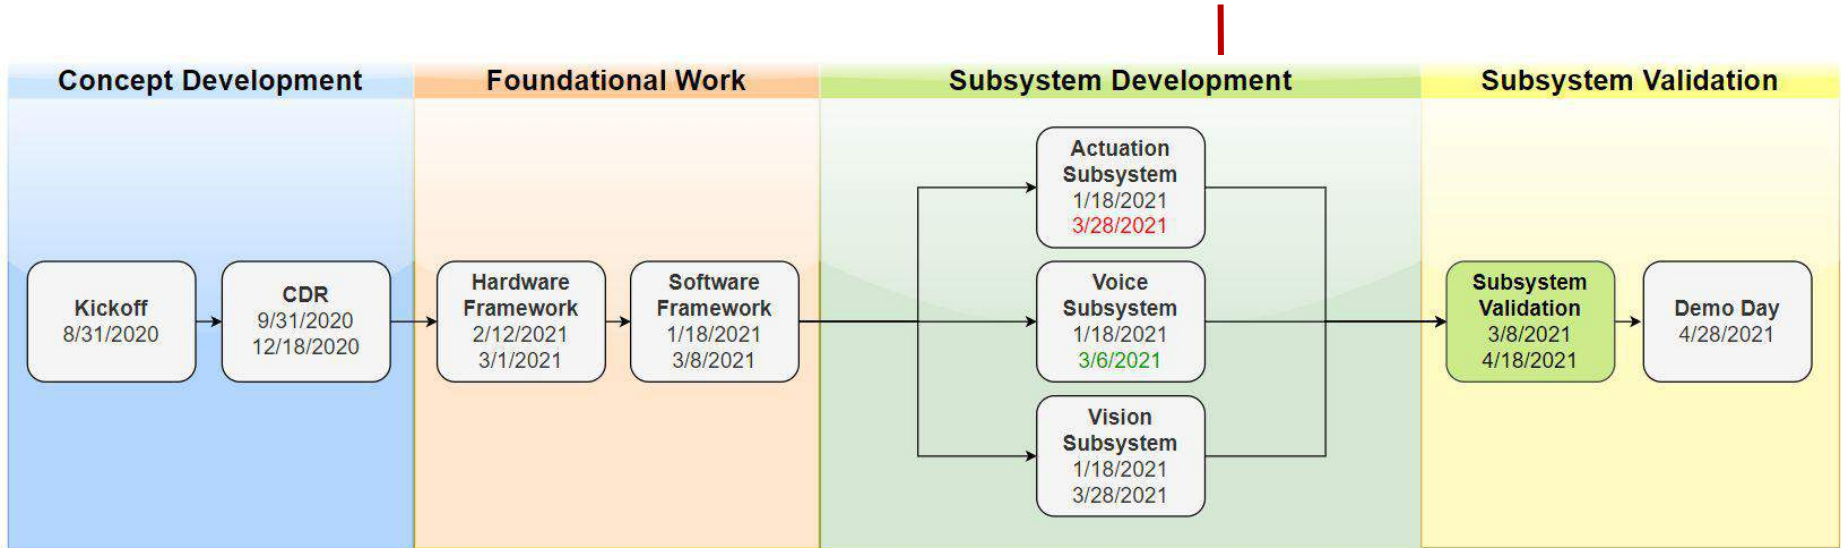 Concept Development
Foundational Work
Subsystem Development
Subsystem Validation
Kickoff
8/31/2020
CDR
9/31/2020
12/18/2020
Hardware
Framework
2/12/2021
3/1/2021
Software
Framework
1/18/2021
3/8/2021
Actuation
Subsystem
1/18/2021
3/28/2021
Voice
Subsystem
1/18/2021
3/6/2021
Vision
Subsystem
1/18/2021
3/28/2021
Subsystem
Validation
3/8/2021
4/18/2021
Demo Day
4/28/2021